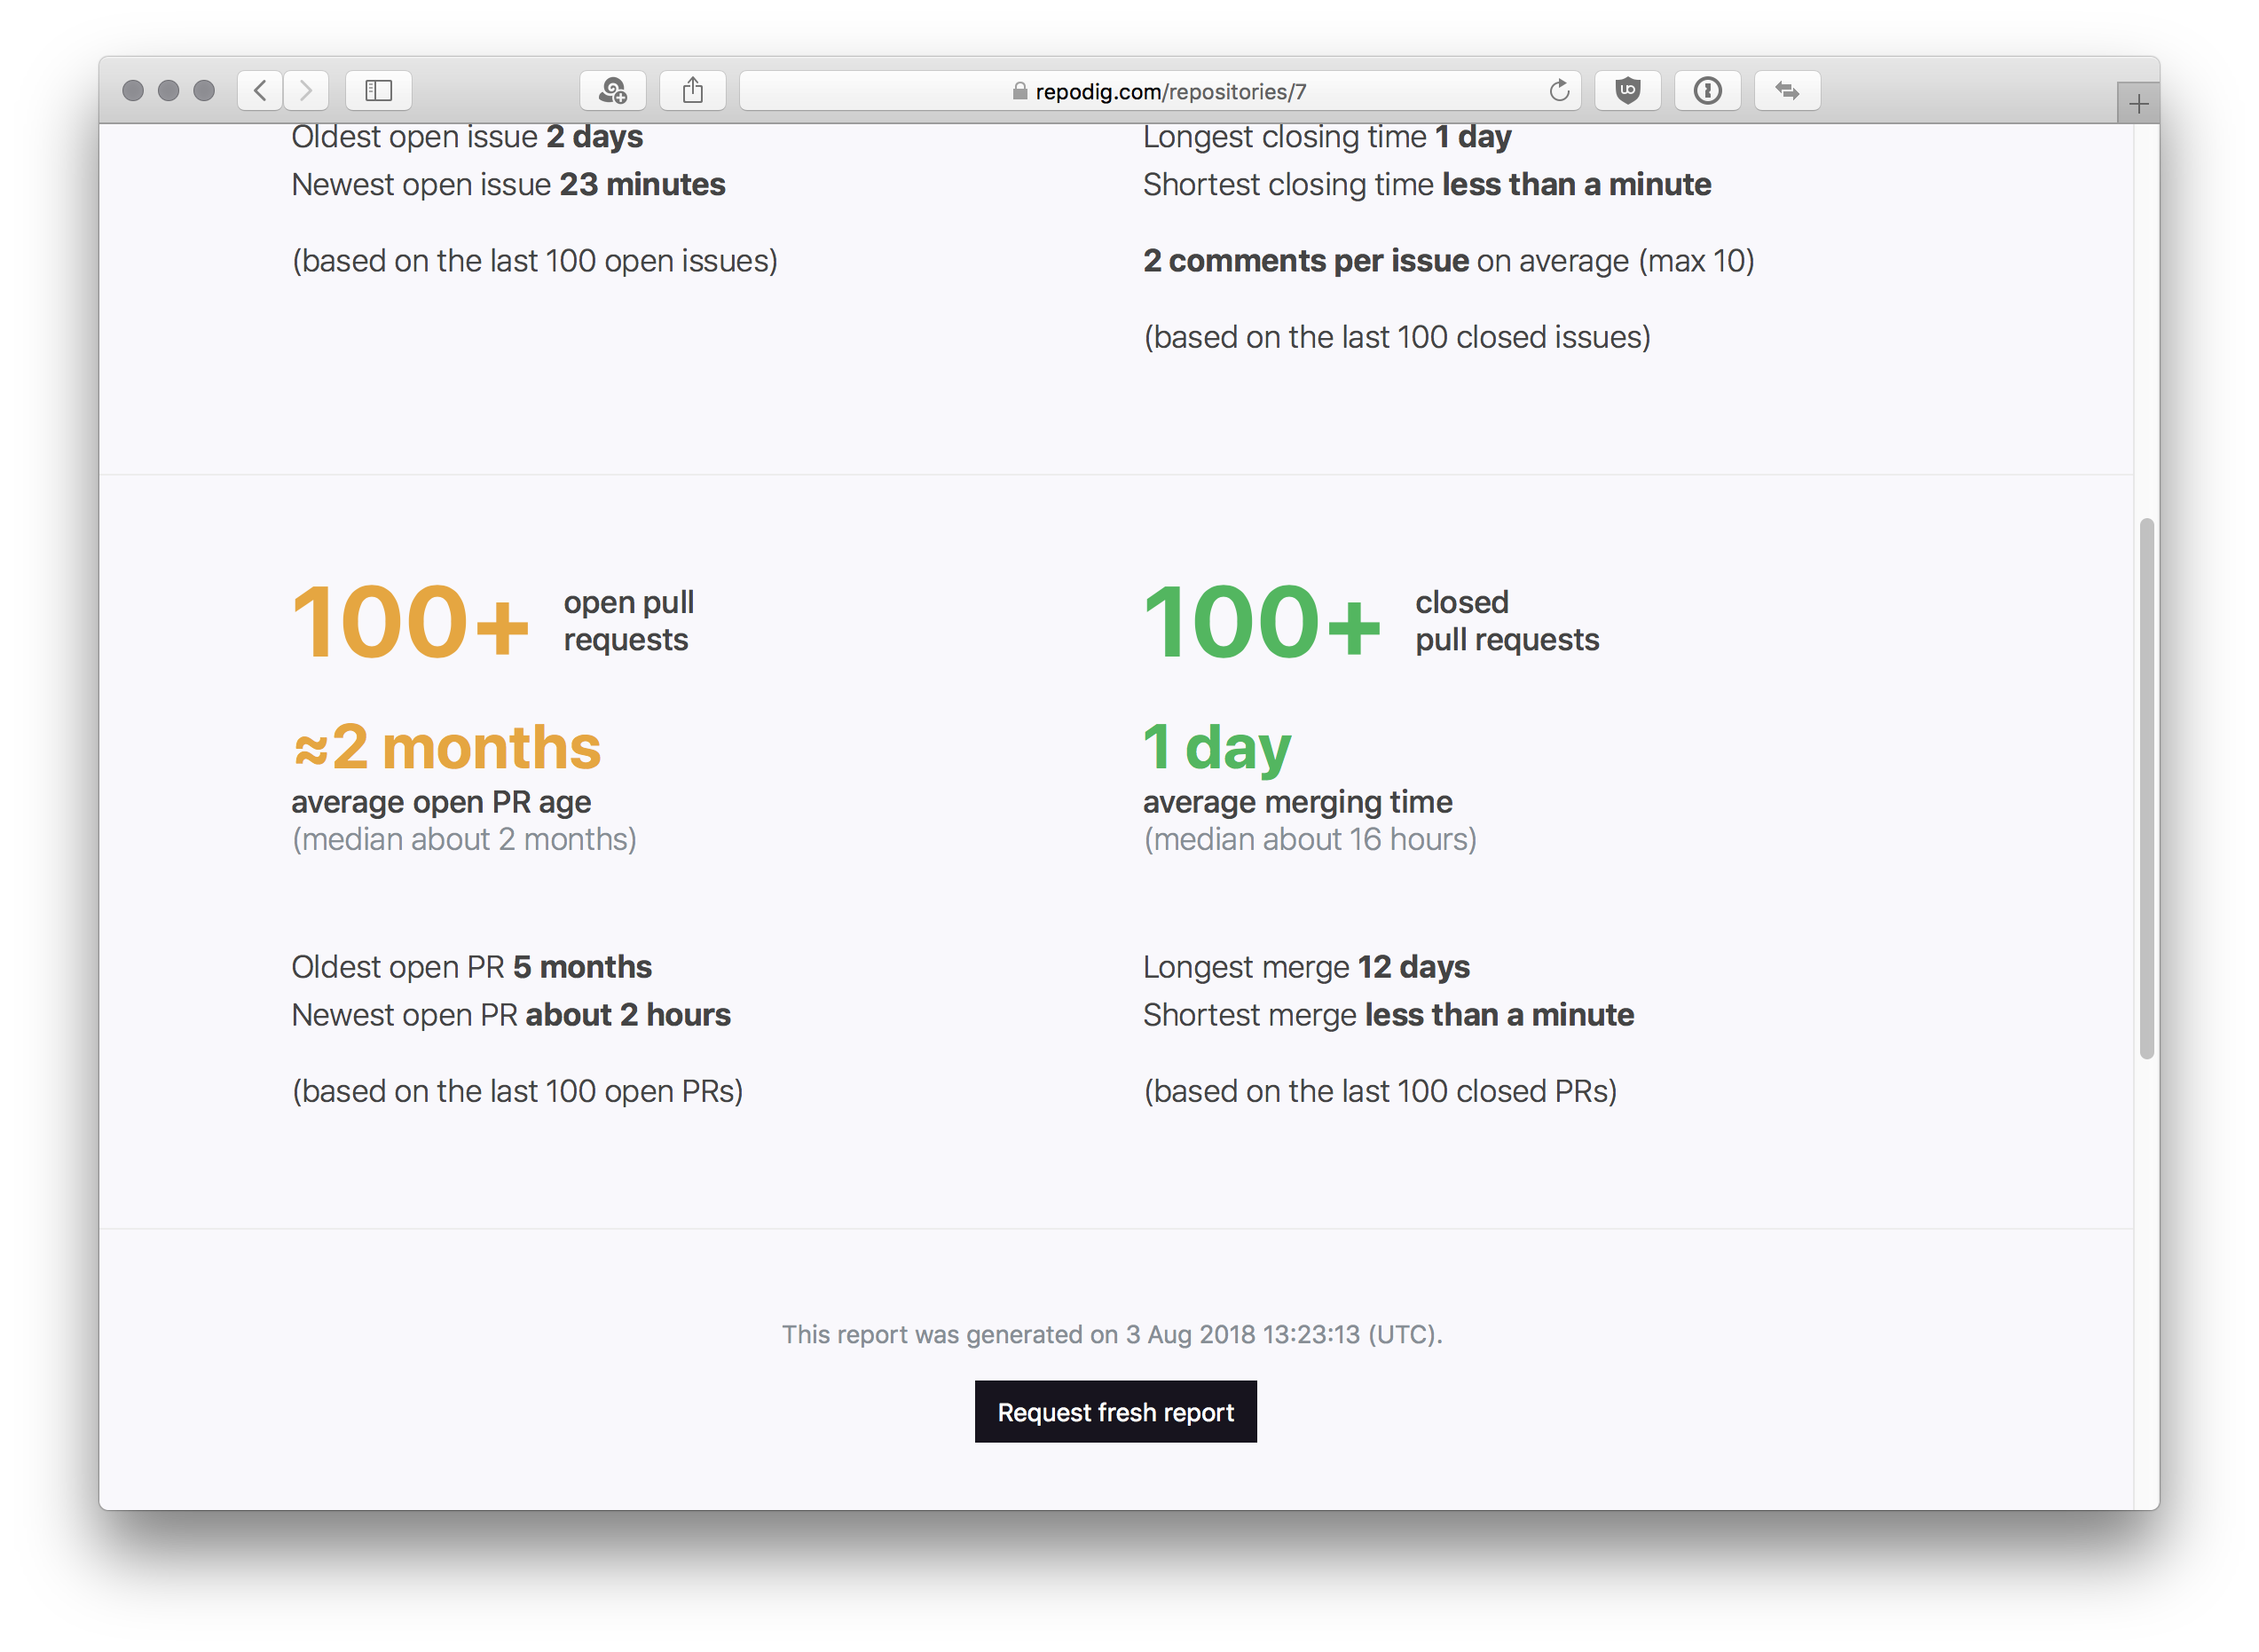 repodig.com/repositories/7
Oldest open issue 2 days
Newest open issue 23 minutes
(based on the last 100 open issues)
Longest closing time 1 day
Shortest closing time less than a minute
2 comments per issue on average (max 10)
(based on the last 100 closed issues)
100+ open pull
requests
≈2 months
average open PR age
(median about 2 months)
Oldest open PR 5 months
Newest open PR about 2 hours
(based on the last 100 open PRs)
100+ closed
pull requests
1 day
average merging time
(median about 16 hours)
Longest merge 12 days
Shortest merge less than a minute
(based on the last 100 closed PRs)
This report was generated on 3 Aug 2018 13:23:13 (UTC).
Request fresh report